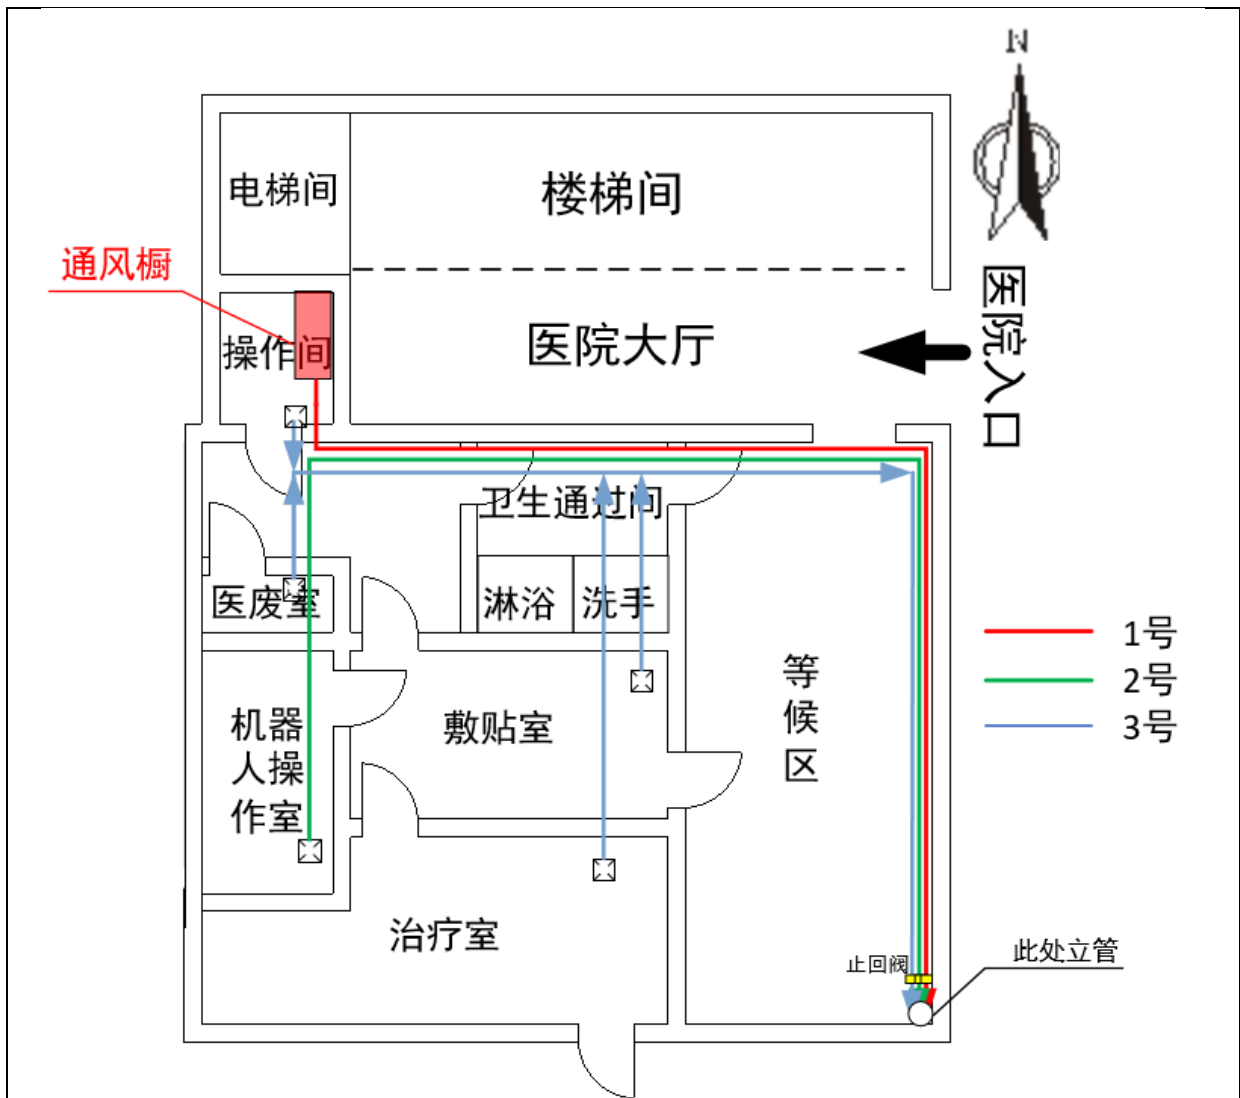 N
电梯间
楼梯间
通风橱
医院入口
操作间
医院大厅
卫生通过间
医废室
淋浴
洗手
1号
2号
3号
等候区
机器
人操
作室
敷贴室
治疗室
止回阀
此处立管